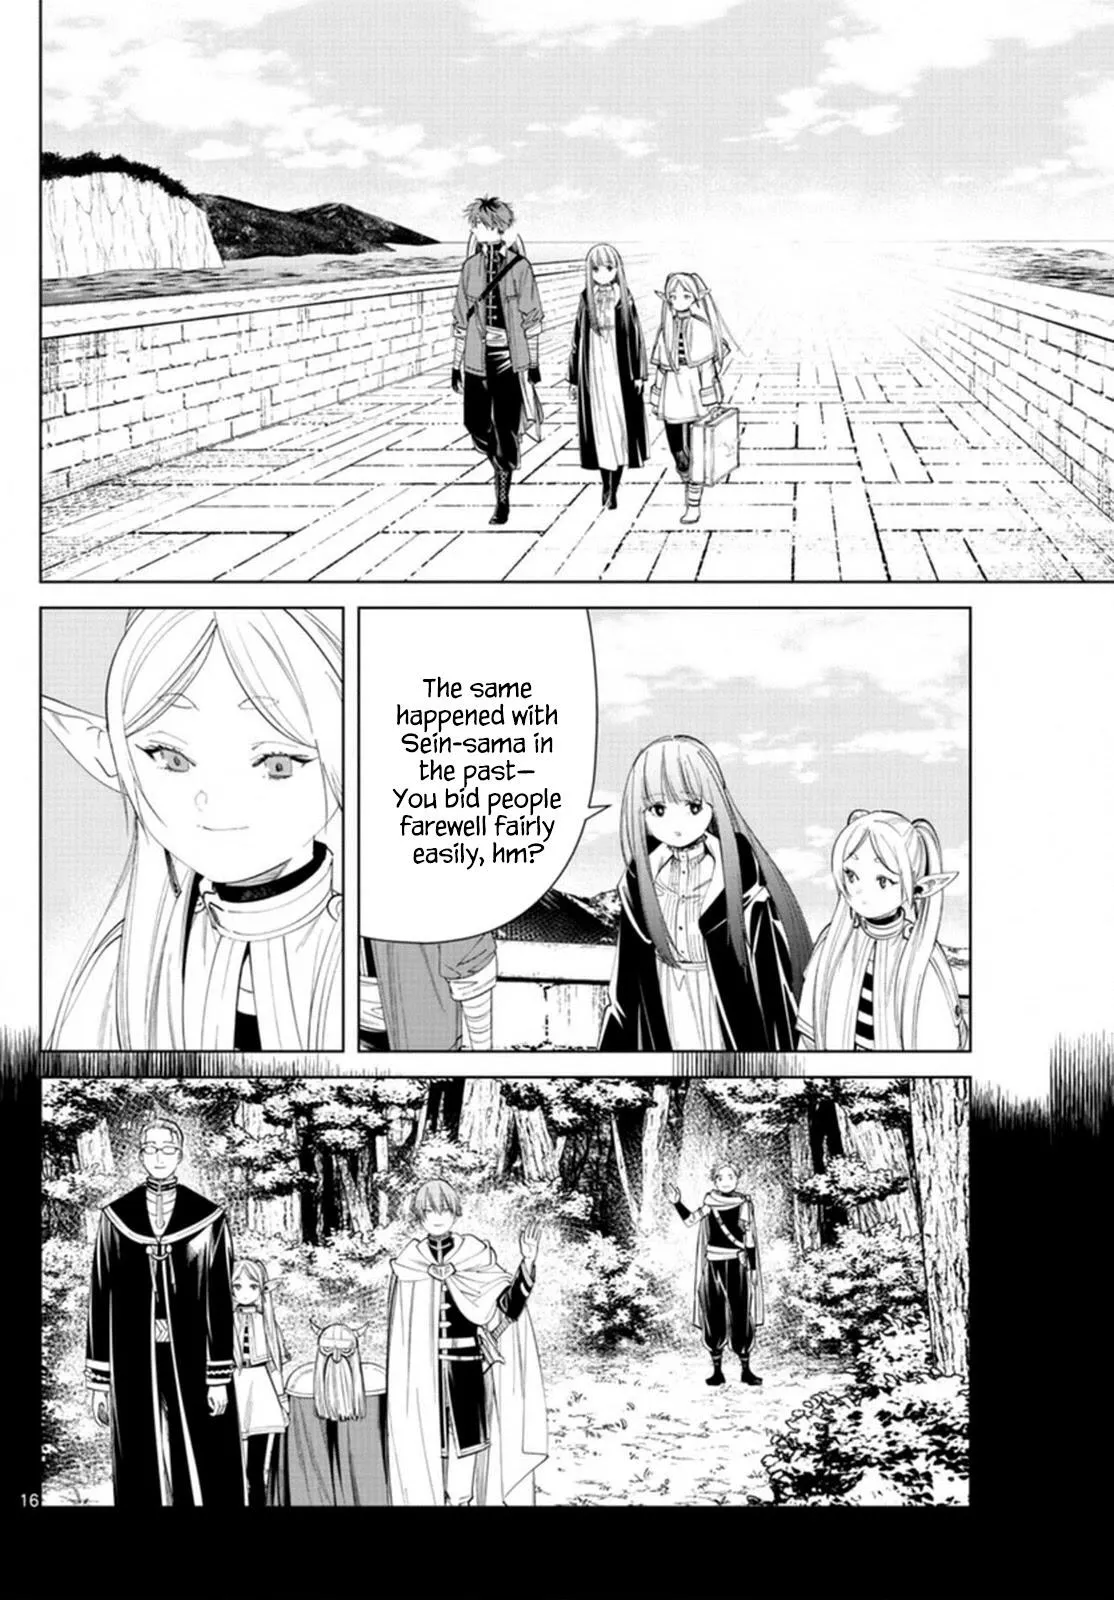 The same
happened with
Sein-sama in
the past—
You bid people
farewell fairly
easily, hm?
16